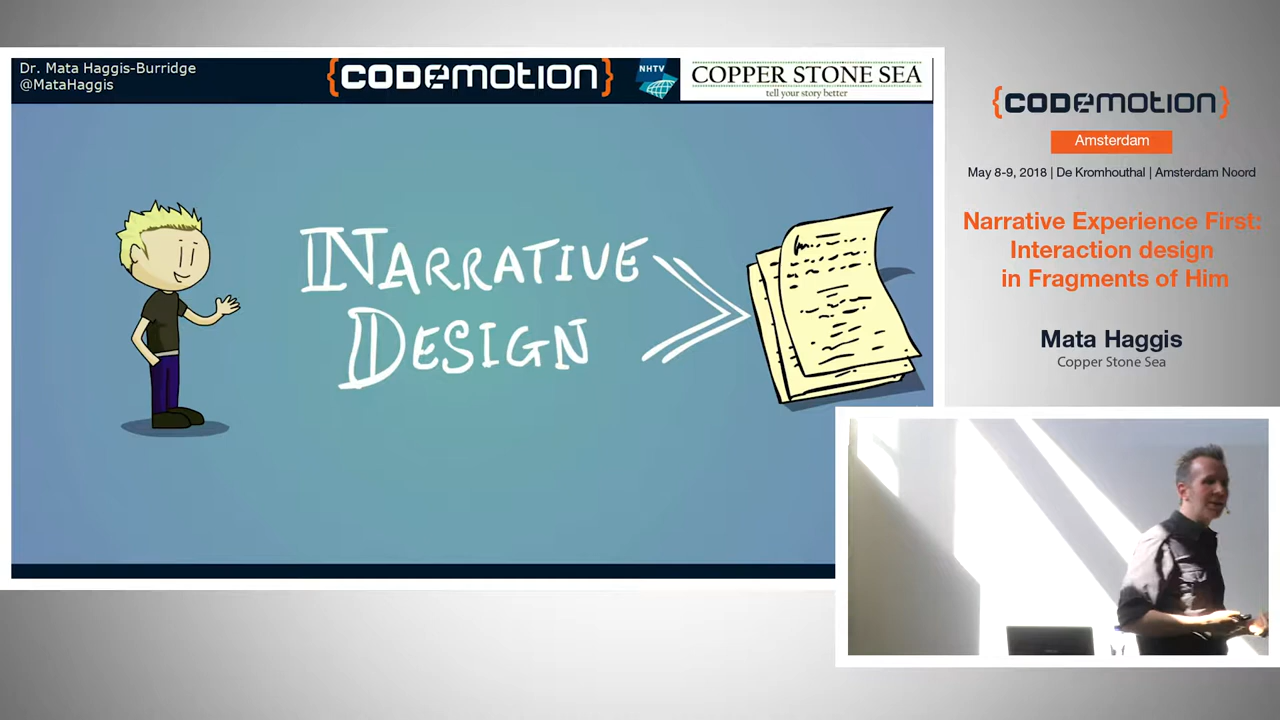 Dr. Mata Haggis-Burridge
@MataHaggis
{CODEMOTION}
NHTV
COPPER STONE SEA
tell your story better
NARRATIVE
DESIGN
{CODEMOTION}
Amsterdam
May 8-9, 2018 | De Kromhouthal | Amsterdam Noord
Narrative Experience First:
Interaction design
in Fragments of Him
Mata Haggis
Copper Stone Sea